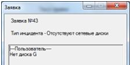 Заявка
Заявка №43
Тип инцидента - Отсутствуют сетевые диски
---Пользователь---
Нет диска G